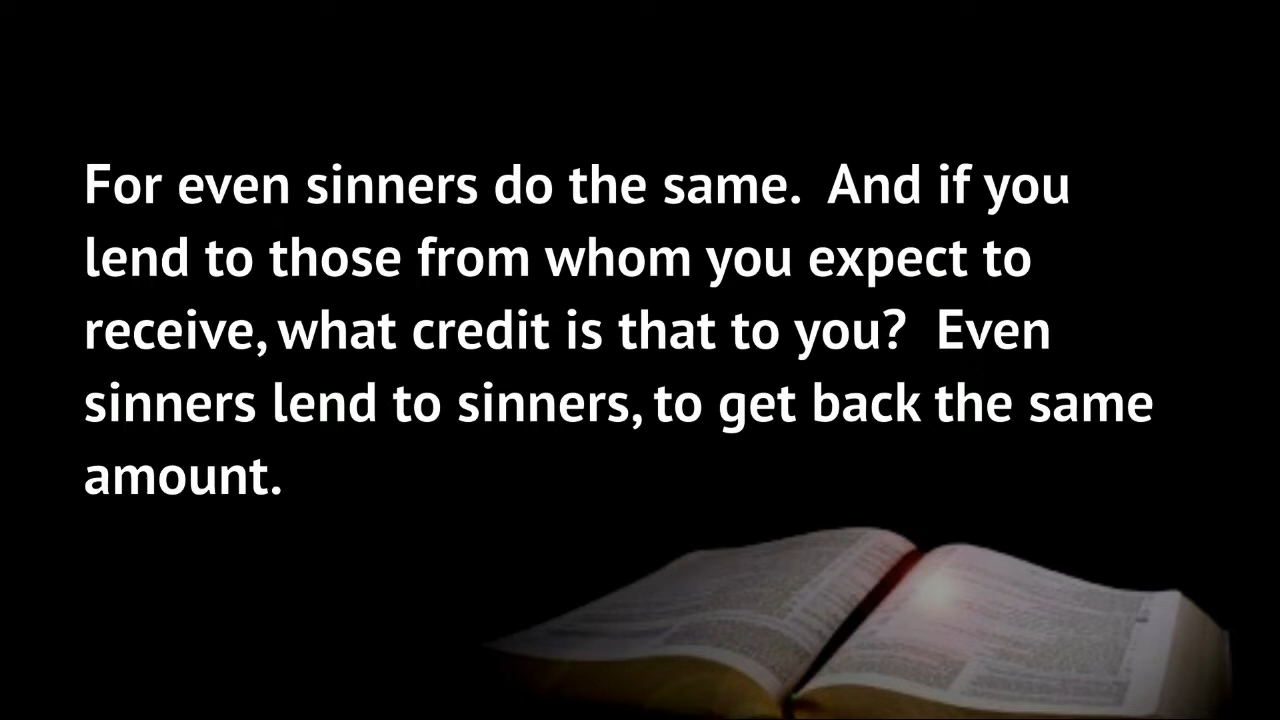 For even sinners do the same.  And if you
lend to those from whom you expect to
receive, what credit is that to you?  Even
sinners lend to sinners, to get back the same
amount.